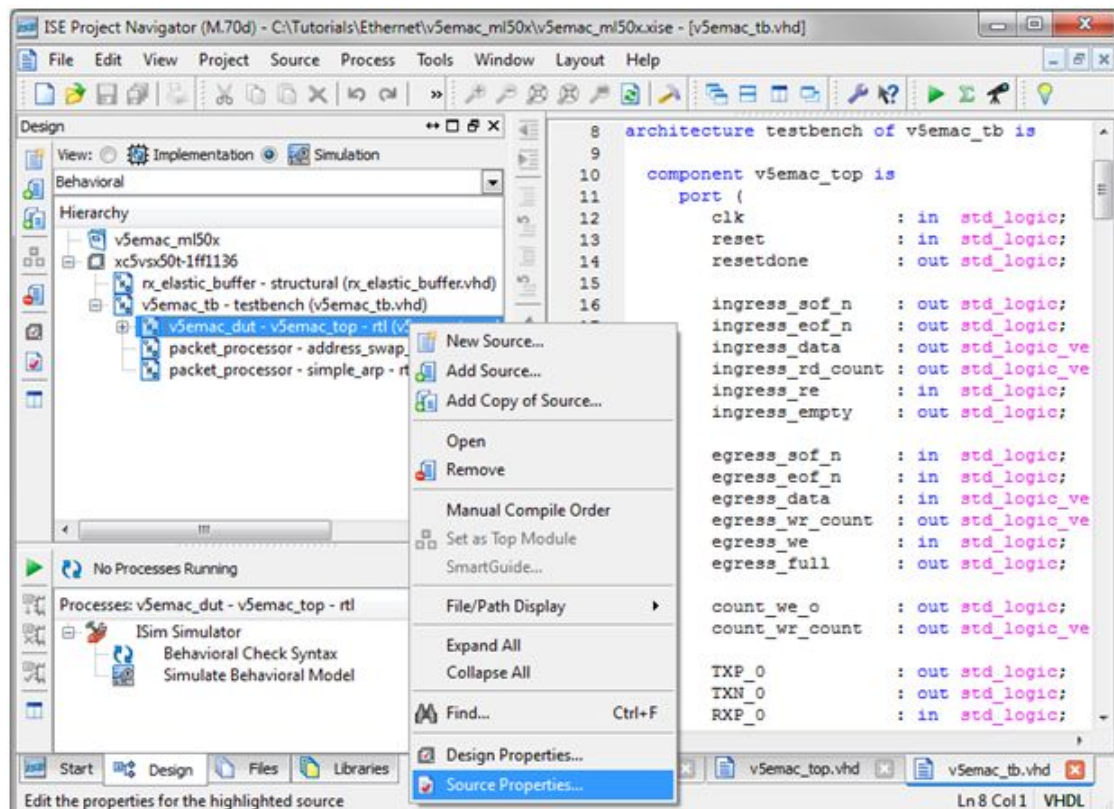 ISE Project Navigator (M.70d) - C:\Tutorials\Ethernet\v5emac_ml50x\v5emac_ml50x.xise - [v5emac_tb.vhd]
File Edit View Project Source Process Tools Window Layout Help
Design
View: Implementation Simulation
Behavioral
Hierarchy
v5emac_ml50x
xc5vsx50t-1ff1136
rx_elastic_buffer - structural (rx_elastic_buffer.vhd)
v5emac_tb - testbench (v5emac_tb.vhd)
v5emac_dut - v5emac_top - rtl
packet_processor - address_swap_
packet_processor - simple_arp -
No Processes Running
Processes: v5emac_dut - v5emac_top - rtl
ISim Simulator
Behavioral Check Syntax
Simulate Behavioral Model
New Source...
Add Source...
Add Copy of Source...
Open
Remove
Manual Compile Order
Set as Top Module
SmartGuide...
File/Path Display
Expand All
Collapse All
Find... Ctrl+F
Design Properties...
Source Properties...
8 architecture testbench of v5emac_tb is
9
10 component v5emac_top is
11 port (
12 clk : in std_logic;
13 reset : in std_logic;
14 resetdone : out std_logic;
15
16 ingress_sof_n : out std_logic;
ingress_eof_n : out std_logic;
ingress_data : out std_logic_ve
ingress_rd_count : out std_logic_ve
ingress_re : in std_logic;
ingress_empty : out std_logic;
egress_sof_n : in std_logic;
egress_eof_n : in std_logic;
egress_data : in std_logic_ve
egress_wr_count : out std_logic_ve
egress_we : in std_logic;
egress_full : out std_logic;
count_we_o : out std_logic;
count_wr_count : out std_logic_ve
TXP_0 : out std_logic;
TXN_0 : out std_logic;
RXP_0 : in std_logic;
Start Design Files Libraries
v5emac_top.vhd v5emac_tb.vhd
Edit the properties for the highlighted source
Ln 8 Col 1 VHDL